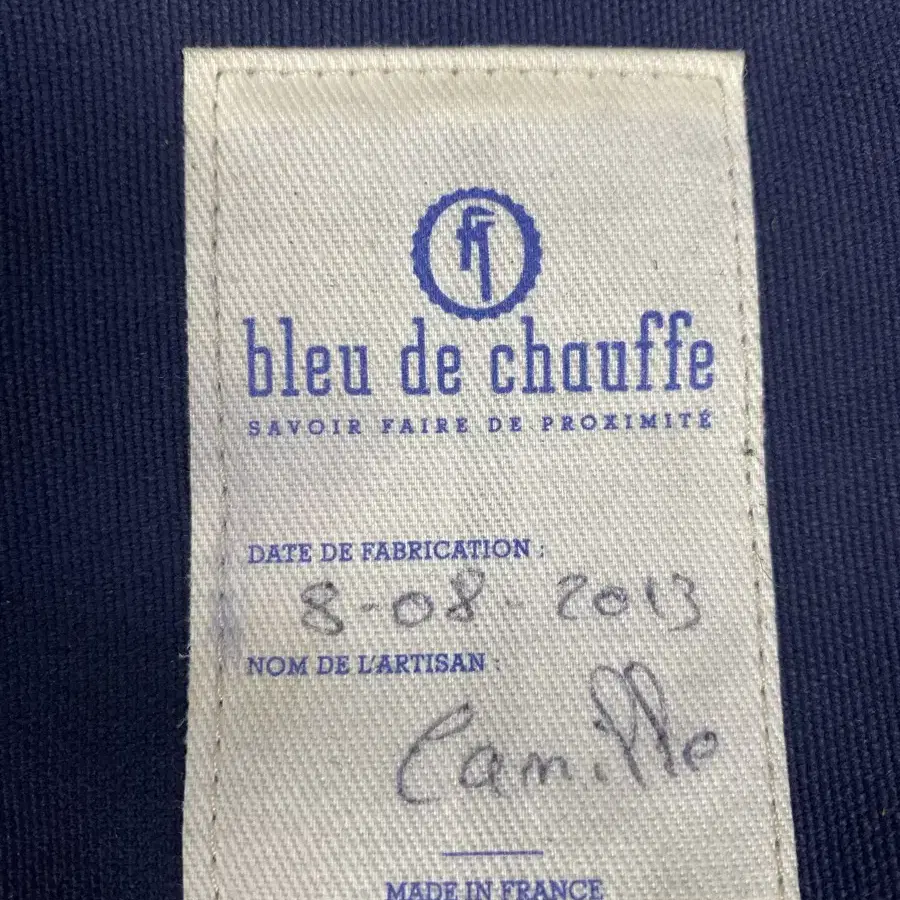 bleu de chauffe
SAVOIR FAIRE DE PROXIMITÉ
DATE DE FABRICATION :
8-08-2013
NOM DE L'ARTISAN :
Camille
MADE IN FRANCE